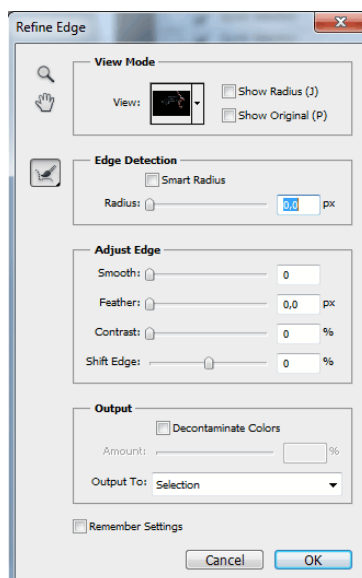 Refine Edge
View Mode
View:
Show Radius (J)
Show Original (P)
Edge Detection
Smart Radius
Radius: 0,0 px
Adjust Edge
Smooth: 0
Feather: 0,0 px
Contrast: 0 %
Shift Edge: 0 %
Output
Decontaminate Colors
Amount: %
Output To: Selection
Remember Settings
Cancel OK